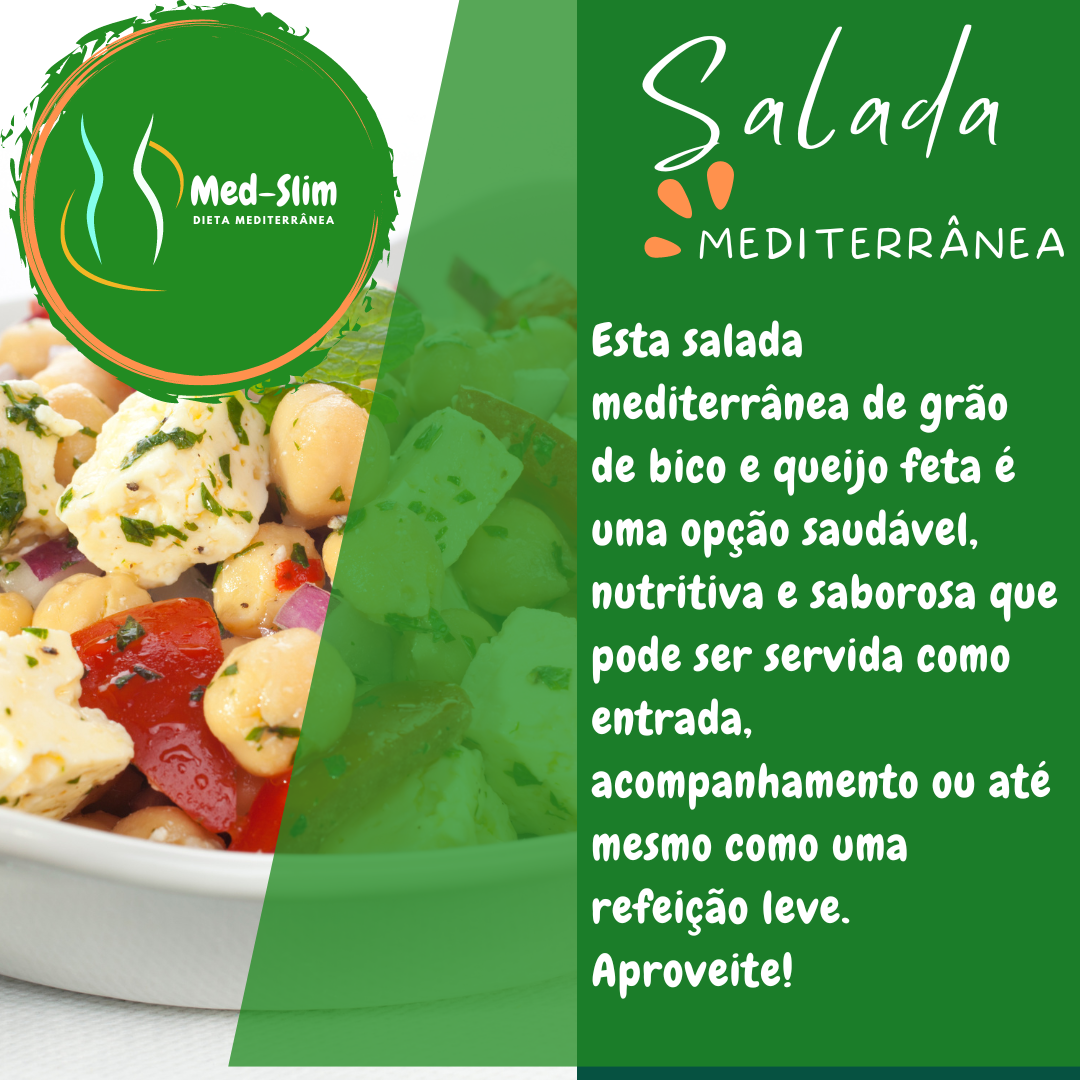 Med-Slim
DIETA MEDITERRÂNEA
Salada
MEDITERRÂNEA
Esta salada
mediterrânea de grão
de bico e queijo feta é
uma opção saudável,
nutritiva e saborosa que
pode ser servida como
entrada,
acompanhamento ou até
mesmo como uma
refeição leve.
Aproveite!